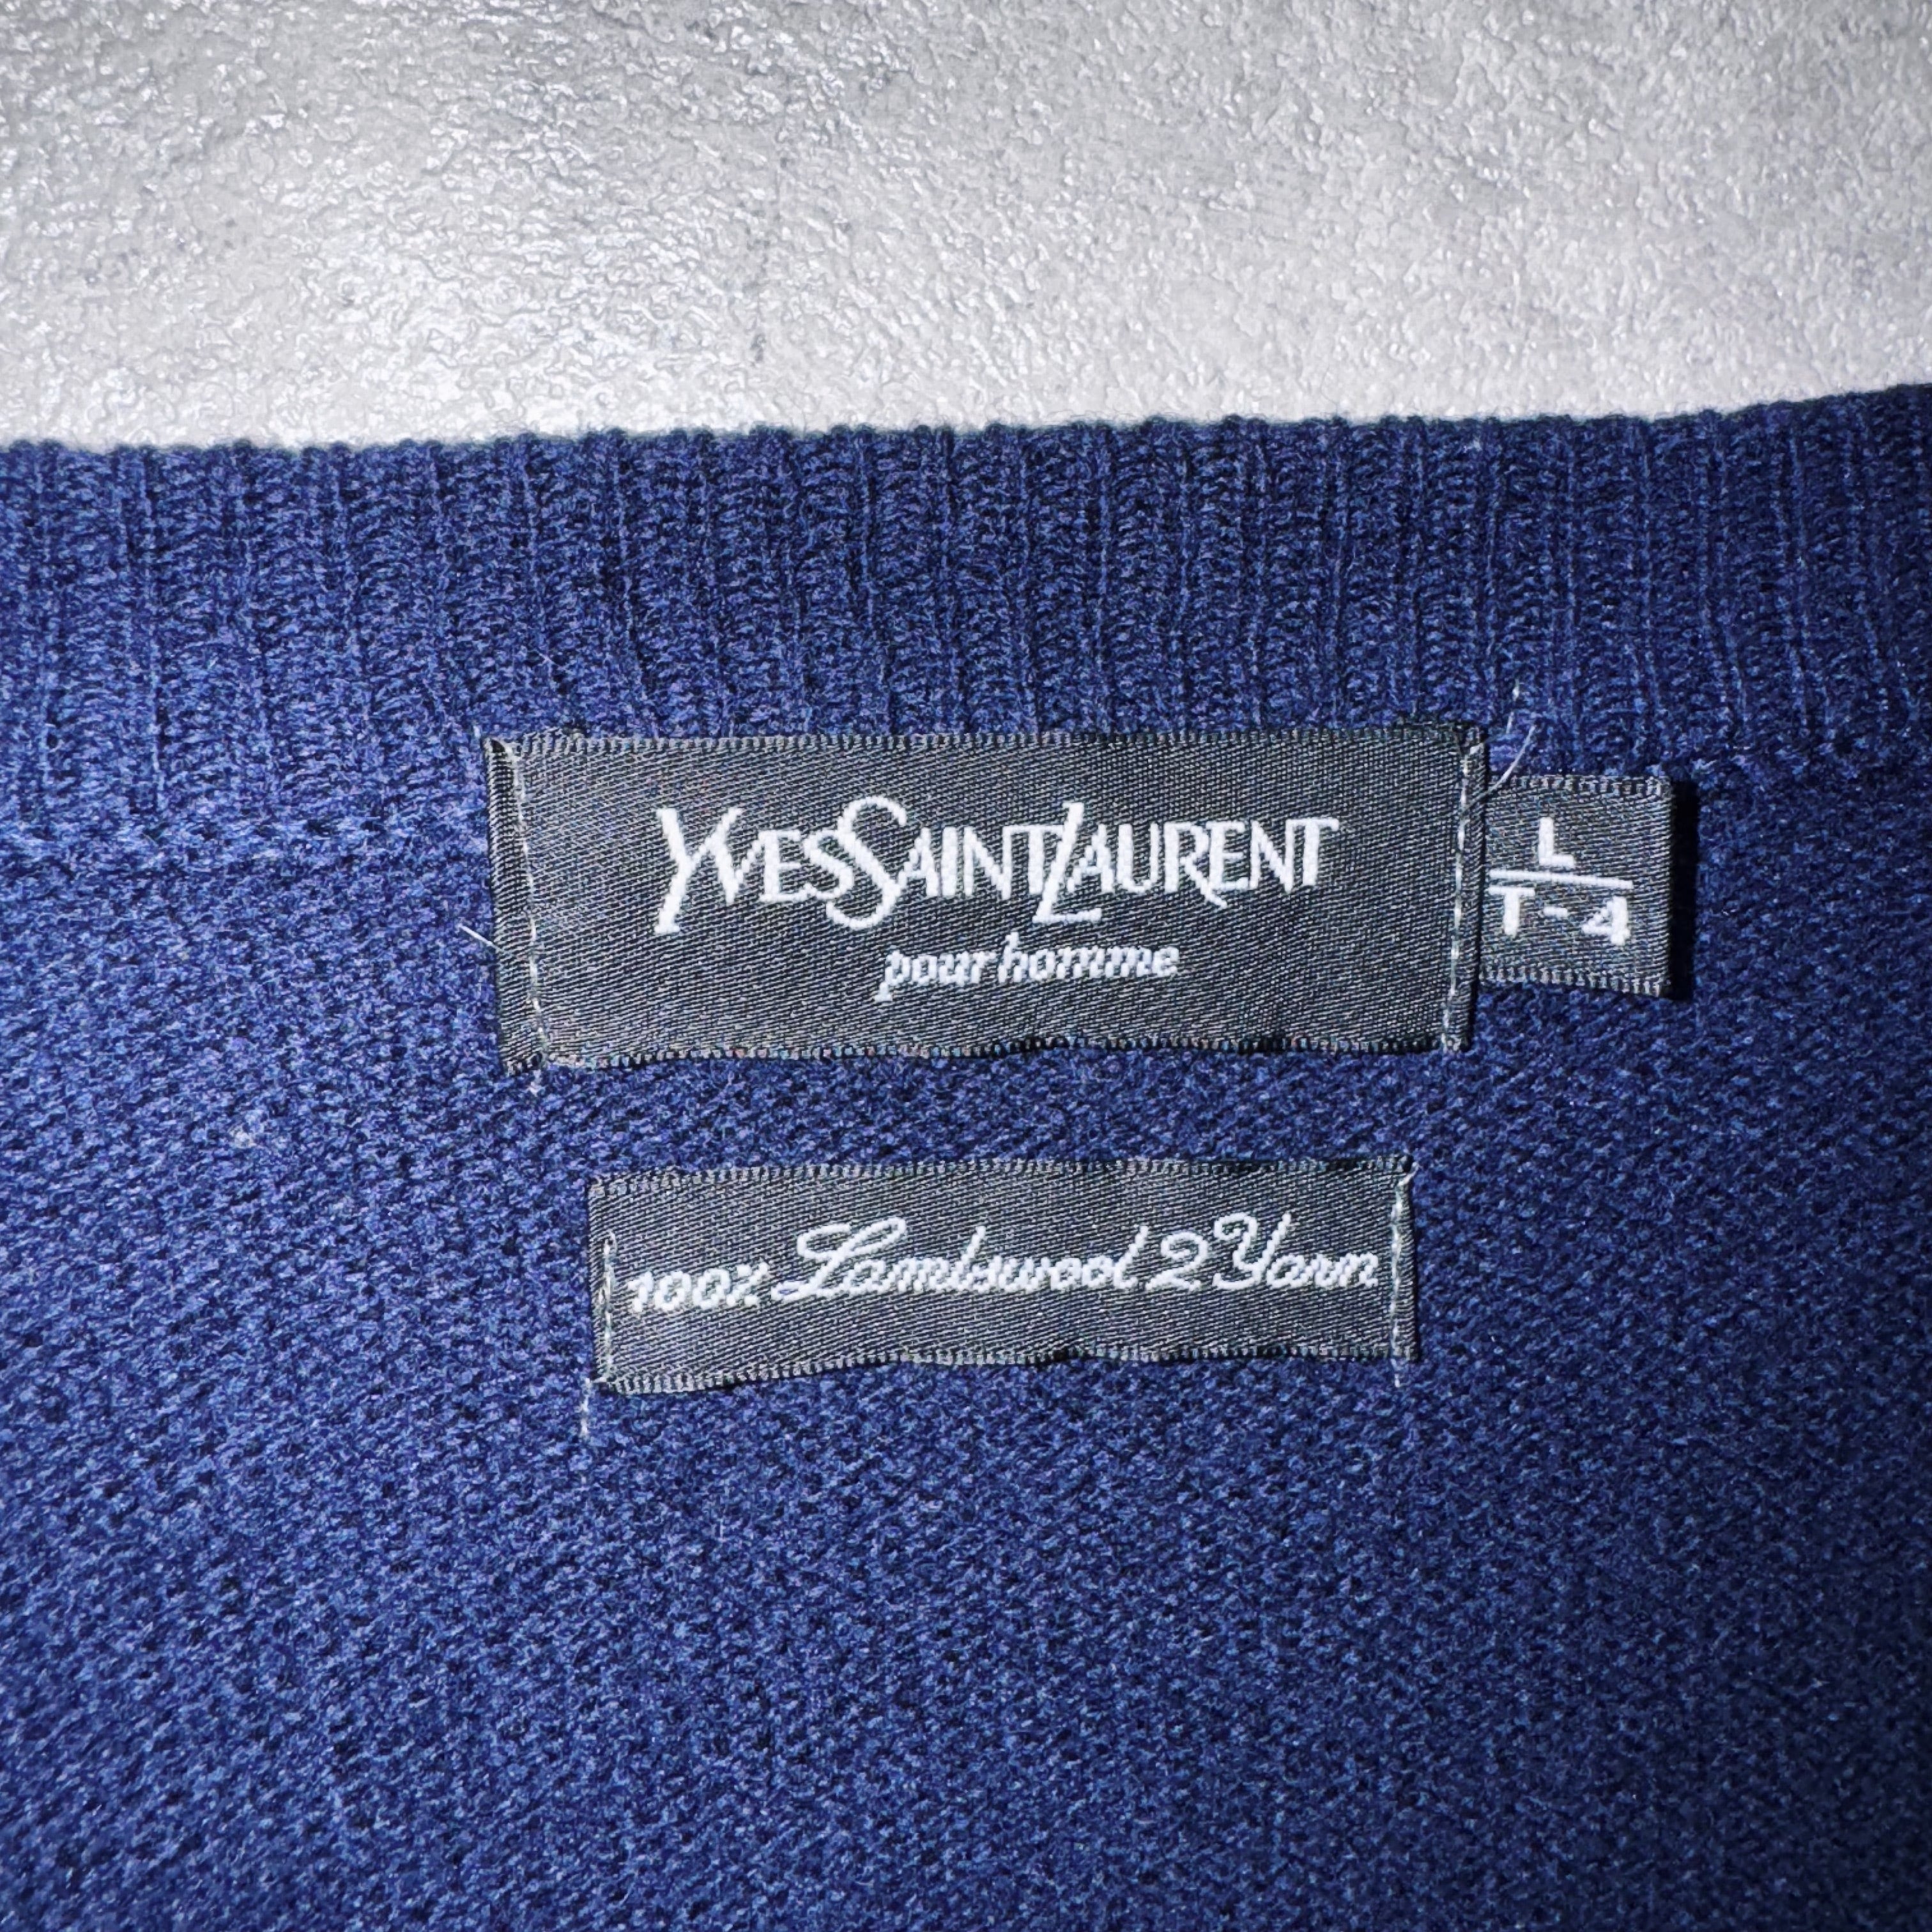 YVESSAINTLAURENT
pour homme
L
T-4
100% Lambswool 2 Yarn